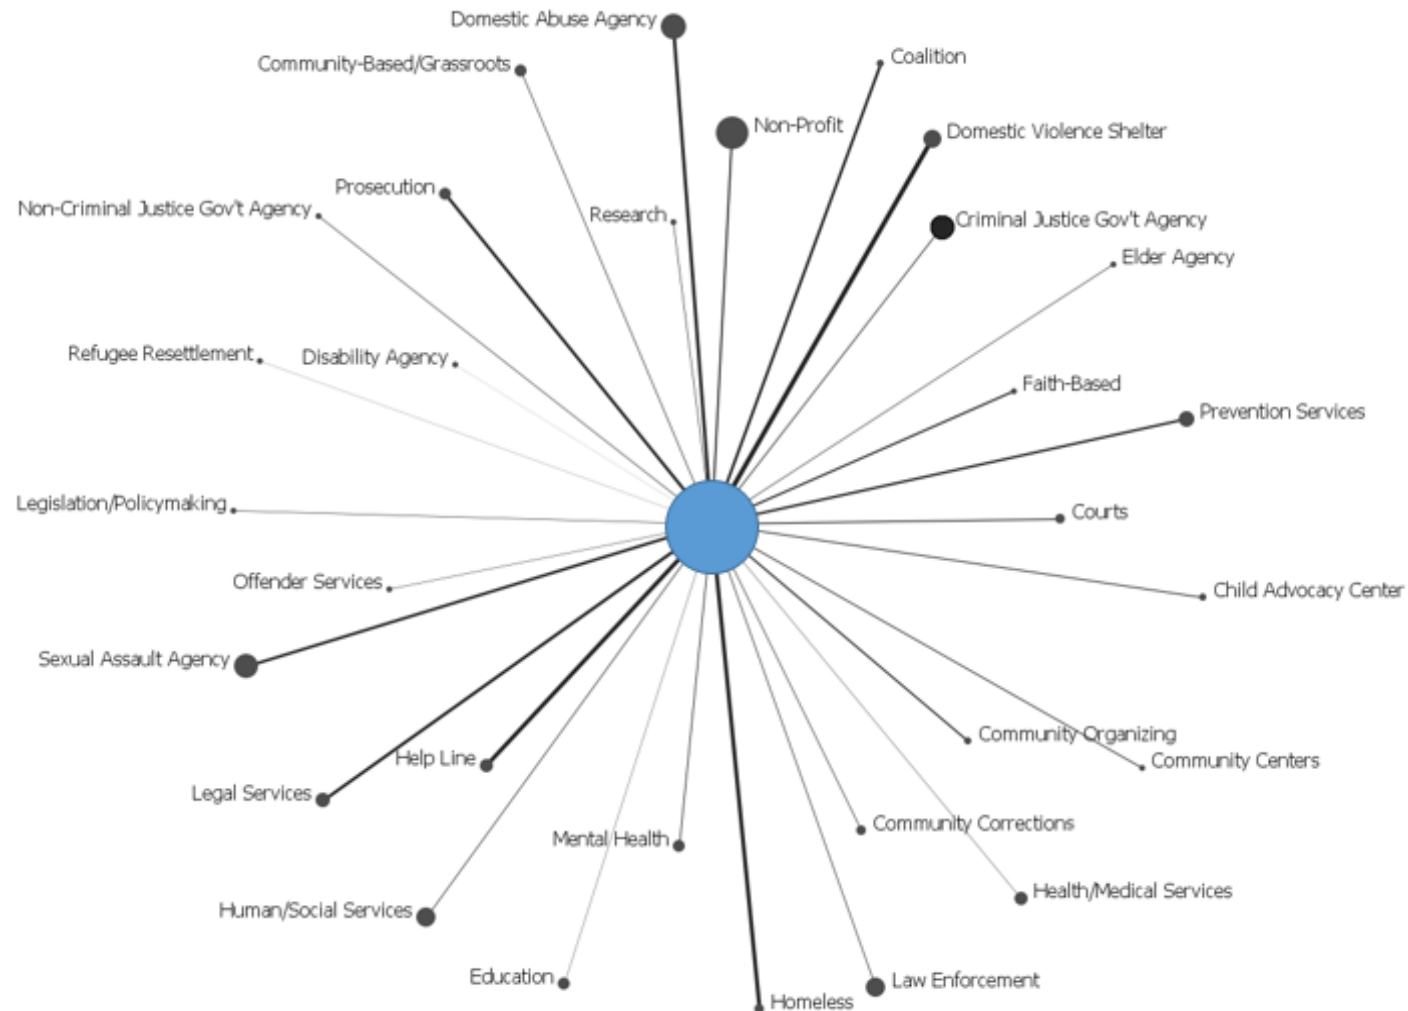 Domestic Abuse Agency
Coalition
Community-Based/Grassroots
Non-Profit
Domestic Violence Shelter
Prosecution
Non-Criminal Justice Gov't Agency
Research
Criminal Justice Gov't Agency
Elder Agency
Refugee Resettlement
Disability Agency
Faith-Based
Prevention Services
Legislation/Policymaking
Courts
Offender Services
Child Advocacy Center
Sexual Assault Agency
Community Organizing
Help Line
Community Centers
Legal Services
Community Corrections
Mental Health
Health/Medical Services
Human/Social Services
Education
Law Enforcement
Homeless